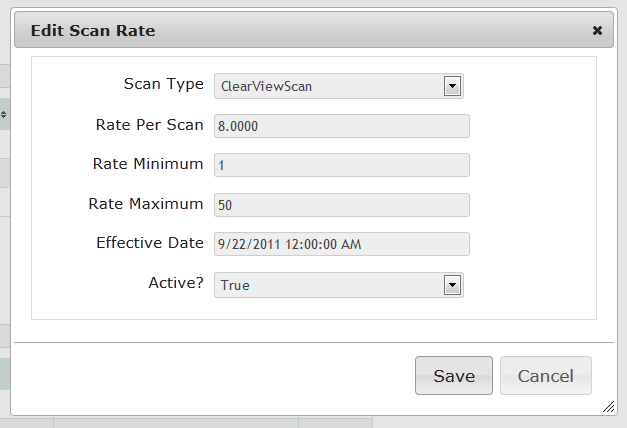 Edit Scan Rate
Scan Type ClearViewScan
Rate Per Scan 8.0000
Rate Minimum 1
Rate Maximum 50
Effective Date 9/22/2011 12:00:00 AM
Active? True
Save Cancel